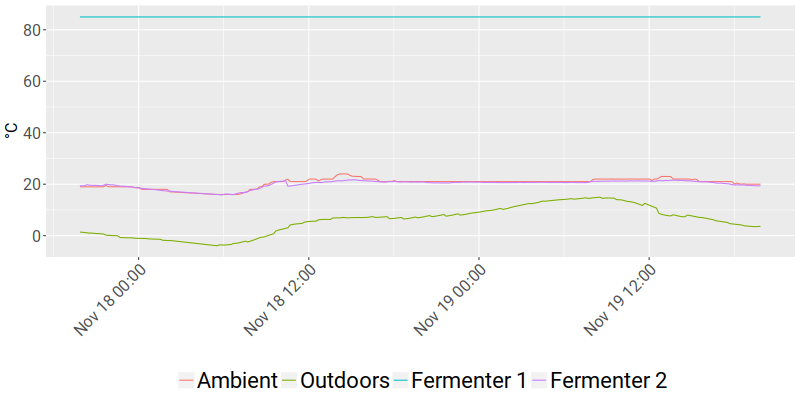 80
60
40
20
0
°C
Nov 18 00:00
Nov 18 12:00
Nov 19 00:00
Nov 19 12:00
Ambient Outdoors Fermenter 1 Fermenter 2